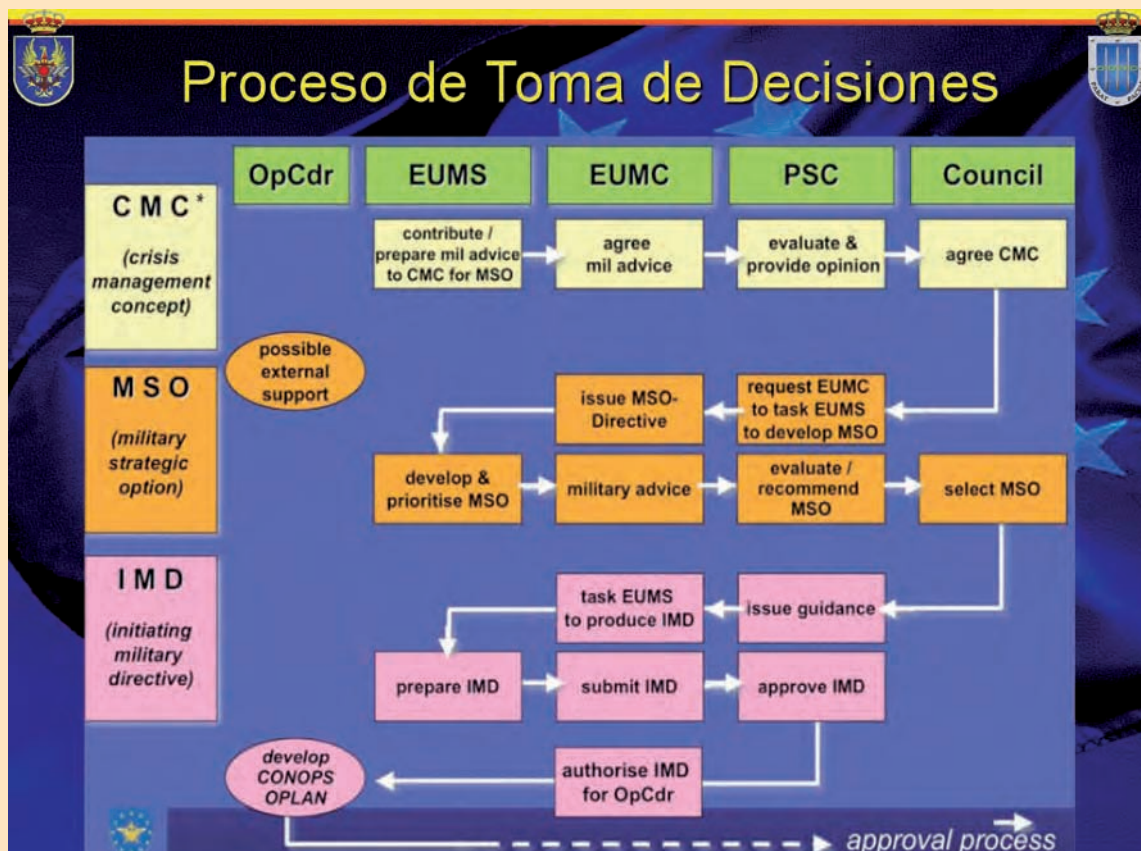 Proceso de Toma de Decisiones
OpCdr
EUMS
EUMC
PSC
Council
CMC*
(crisis
management
concept)
contribute /
prepare mil advice
to CMC for MSO
agree
mil advice
evaluate &
provide opinion
agree CMC
possible
external
support
MSO
(military
strategic
option)
issue MSO-
Directive
request EUMC
to task EUMS
to develop MSO
develop &
prioritise MSO
military advice
evaluate /
recommend
MSO
select MSO
IMD
(initiating
military
directive)
task EUMS
to produce IMD
issue guidance
prepare IMD
submit IMD
approve IMD
develop
CONOPS
OPLAN
authorise IMD
for OpCdr
approval process